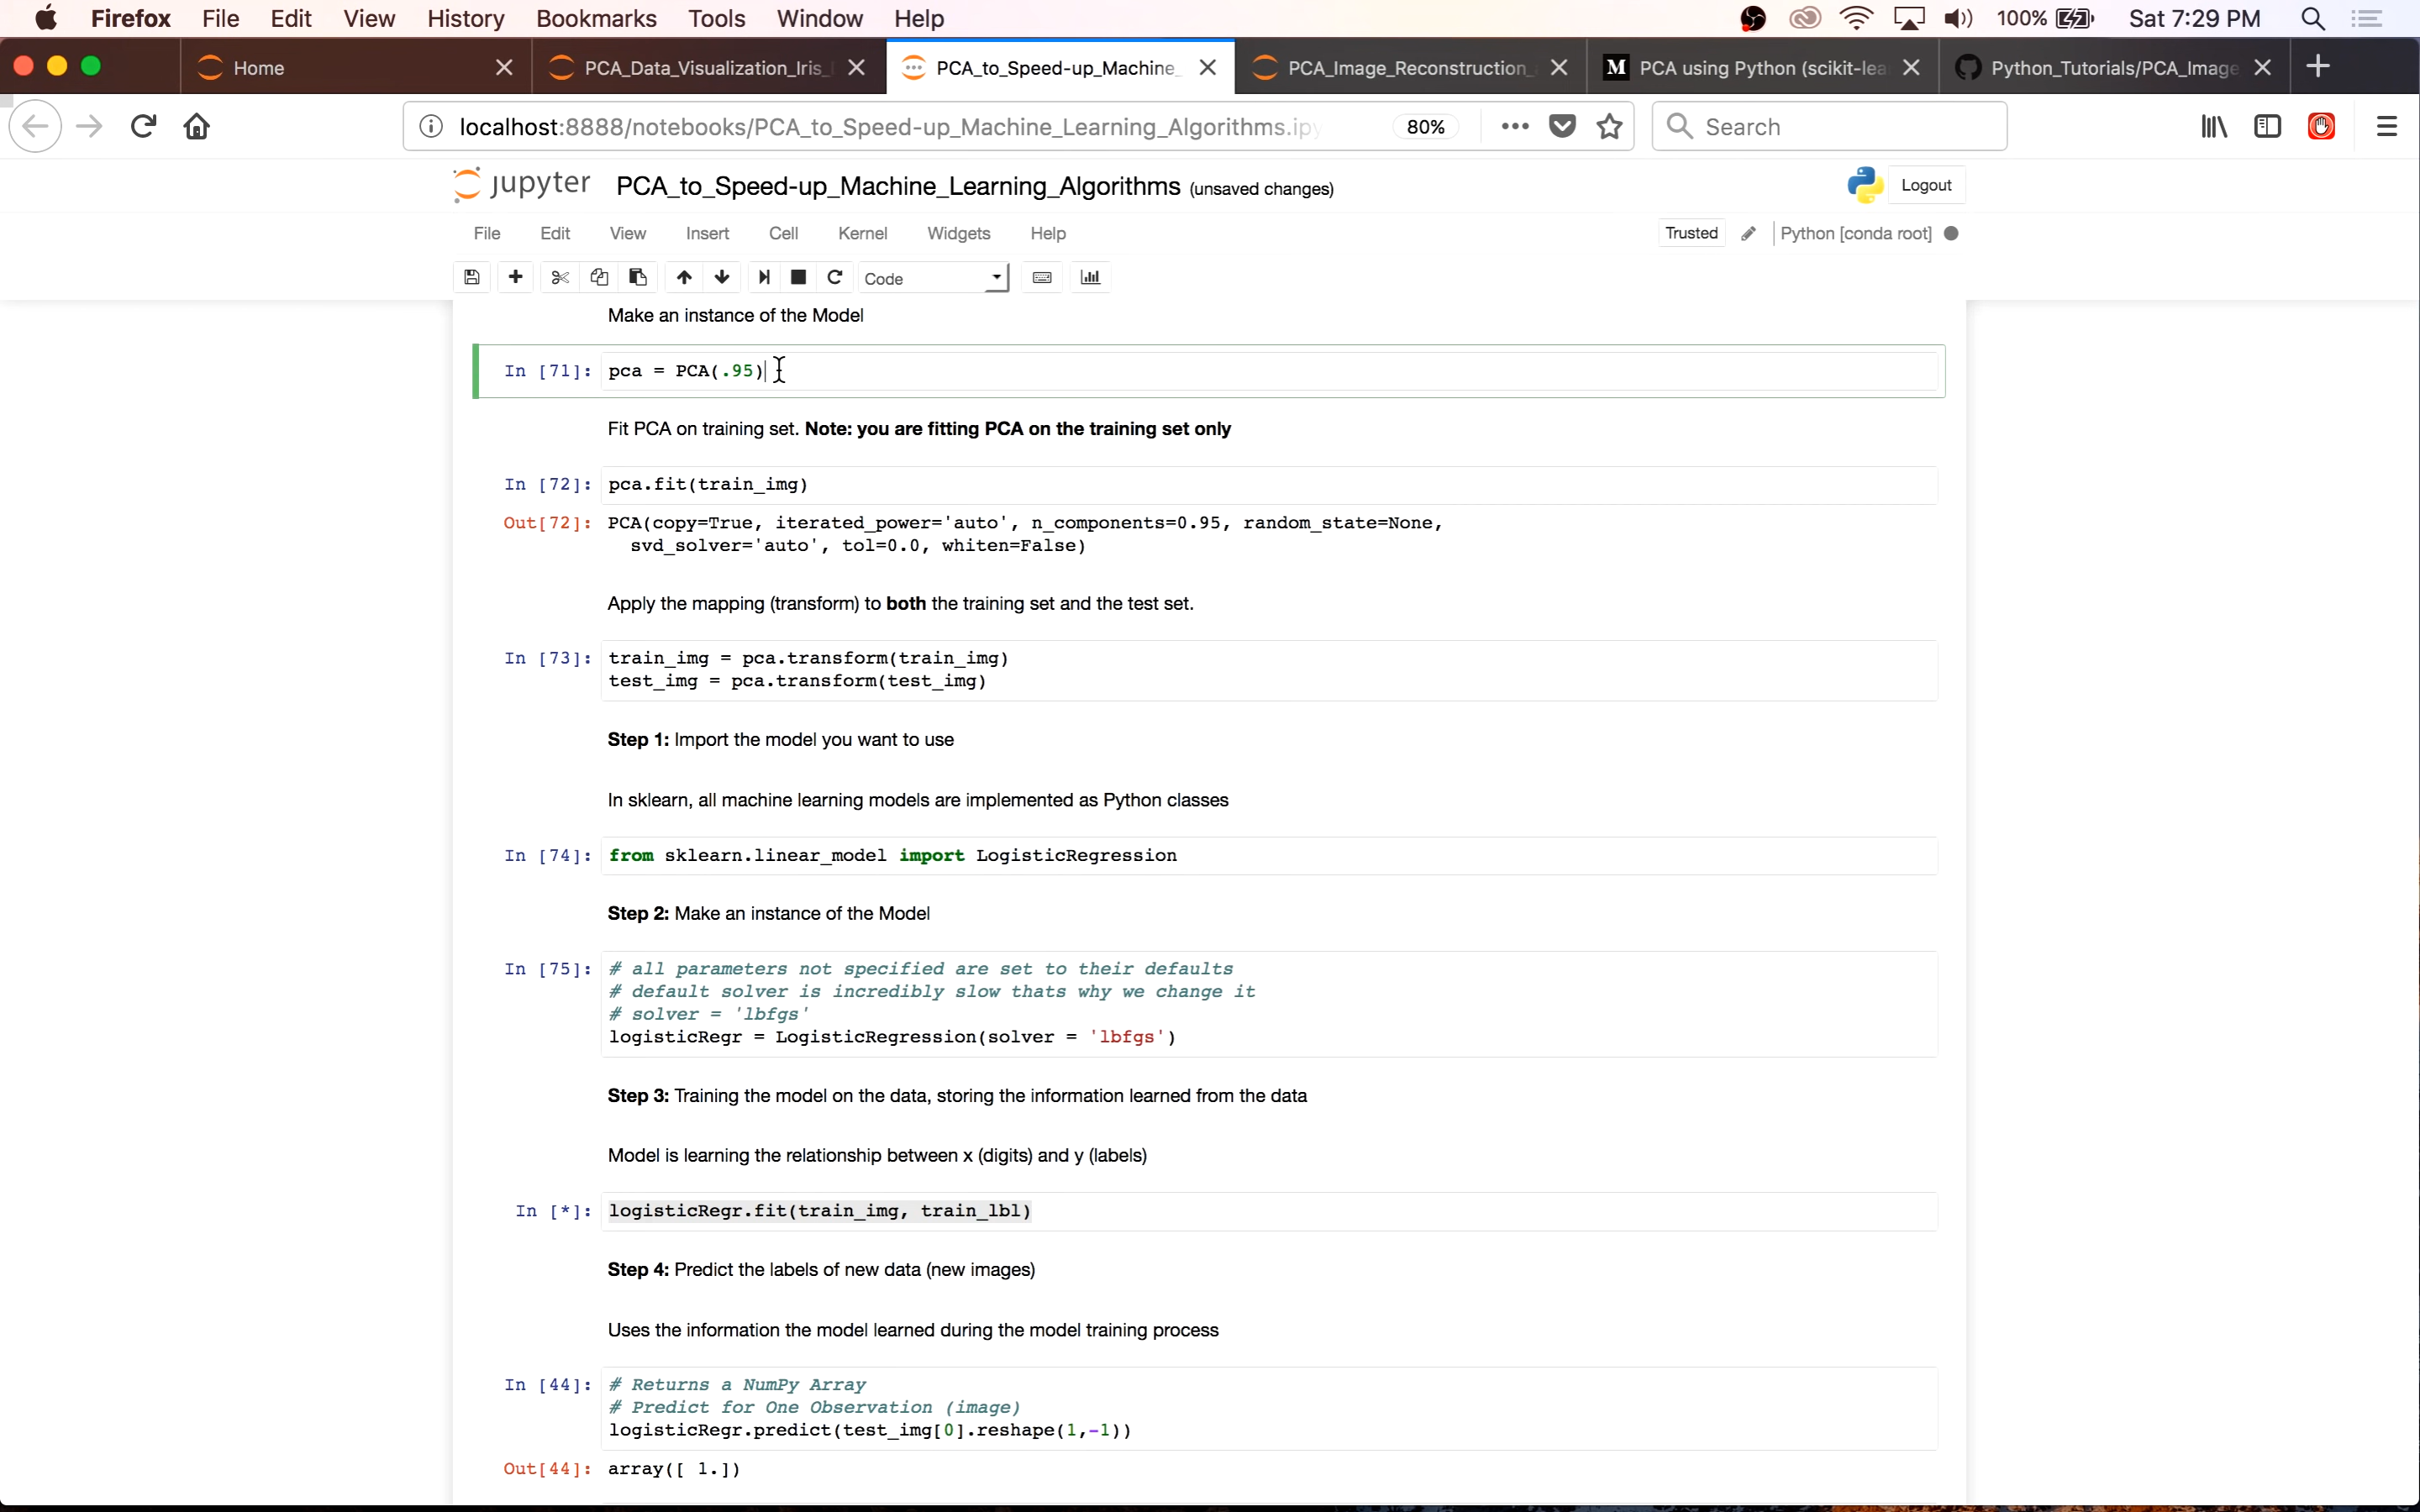 Firefox File Edit View History Bookmarks Tools Window Help 100% Sat 7:29 PM
Home PCA_Data_Visualization_Iris_ PCA_to_Speed-up_Machine_ PCA_Image_Reconstruction_ M PCA using Python (scikit-lea Python_Tutorials/PCA_Image
localhost:8888/notebooks/PCA_to_Speed-up_Machine_Learning_Algorithms.ipy 80% Search
jupyter PCA_to_Speed-up_Machine_Learning_Algorithms (unsaved changes) Logout
File Edit View Insert Cell Kernel Widgets Help Trusted Python [conda root]
Code
Make an instance of the Model
In [71]: pca = PCA(.95)
Fit PCA on training set. Note: you are fitting PCA on the training set only
In [72]: pca.fit(train_img)
Out[72]: PCA(copy=True, iterated_power='auto', n_components=0.95, random_state=None,
svd_solver='auto', tol=0.0, whiten=False)
Apply the mapping (transform) to both the training set and the test set.
In [73]: train_img = pca.transform(train_img)
test_img = pca.transform(test_img)
Step 1: Import the model you want to use
In sklearn, all machine learning models are implemented as Python classes
In [74]: from sklearn.linear_model import LogisticRegression
Step 2: Make an instance of the Model
In [75]: # all parameters not specified are set to their defaults
# default solver is incredibly slow thats why we change it
# solver = 'lbfgs'
logisticRegr = LogisticRegression(solver = 'lbfgs')
Step 3: Training the model on the data, storing the information learned from the data
Model is learning the relationship between x (digits) and y (labels)
In [*]: logisticRegr.fit(train_img, train_lbl)
Step 4: Predict the labels of new data (new images)
Uses the information the model learned during the model training process
In [44]: # Returns a NumPy Array
# Predict for One Observation (image)
logisticRegr.predict(test_img[0].reshape(1,-1))
Out[44]: array([ 1.])